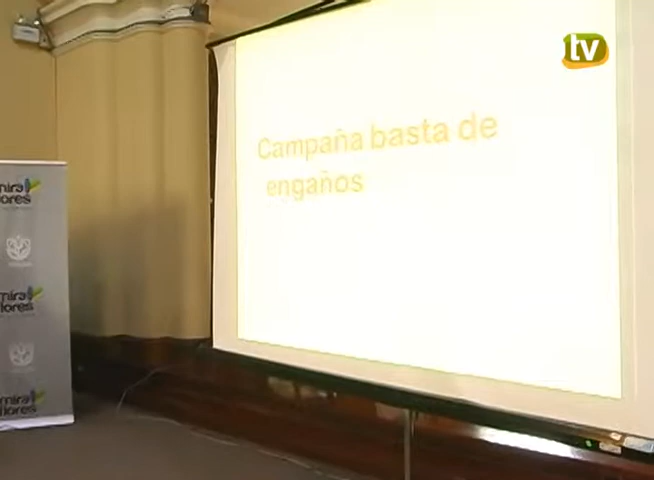 tv
Campaña basta de
engaños
mira
flores
mira
flores
mira
flores